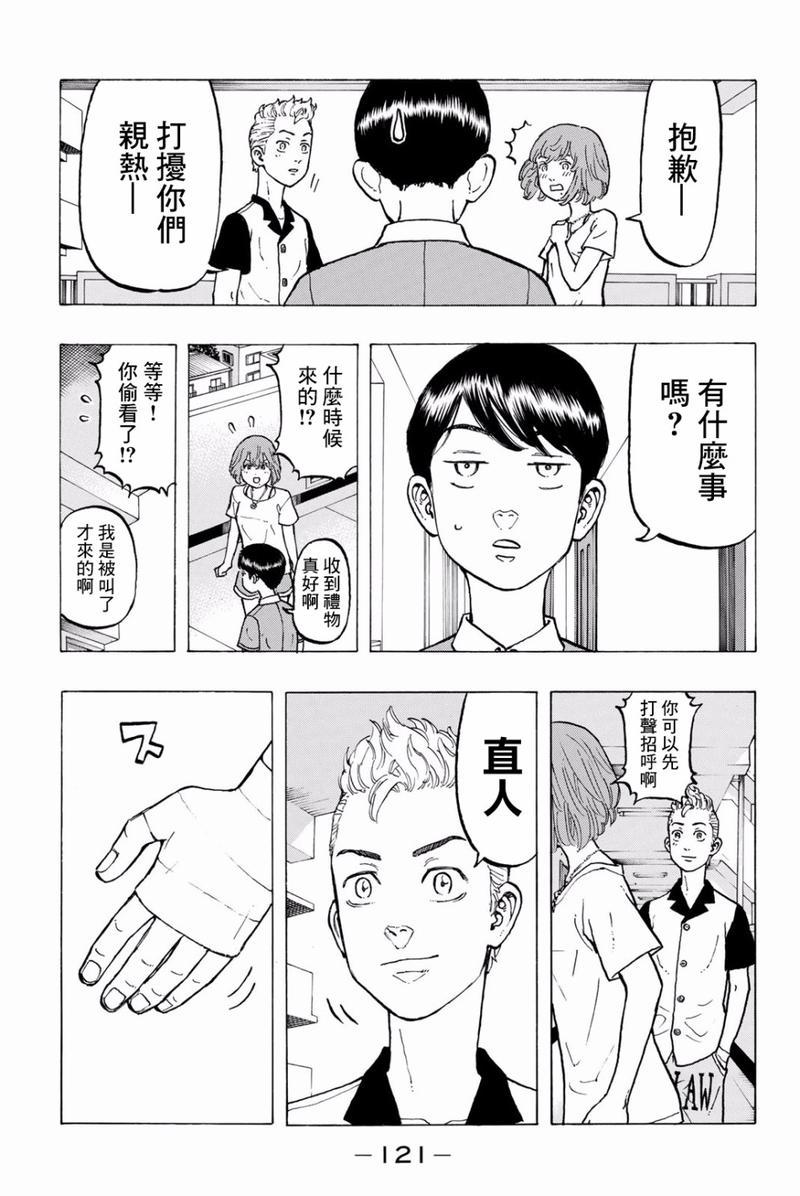 抱歉—
打擾你們
親熱—
有什麼事
嗎?
什麼時候
來的!?
收到禮物
真好啊
等等!
你偷看了!?
我是被叫了
才來的啊
你可以先
打聲招呼啊
LAW
直人
ス
—121—